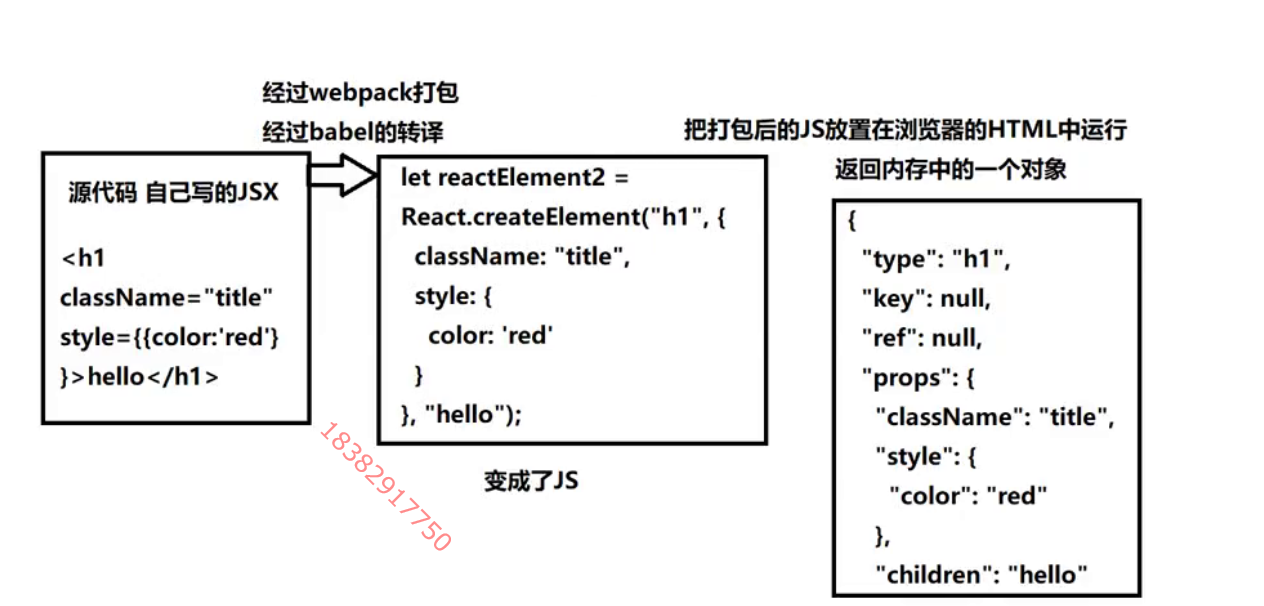 经过webpack打包
经过babel的转译
源代码 自己写的JSX
<h1
className="title"
style={{color:'red'}
}>hello</h1>
let reactElement2 =
React.createElement("h1", {
className: "title",
style: {
color: 'red'
}
}, "hello");
变成了JS
把打包后的JS放置在浏览器的HTML中运行
返回内存中的一个对象
{
"type": "h1",
"key": null,
"ref": null,
"props": {
"className": "title",
"style": {
"color": "red"
},
"children": "hello"
18382917750